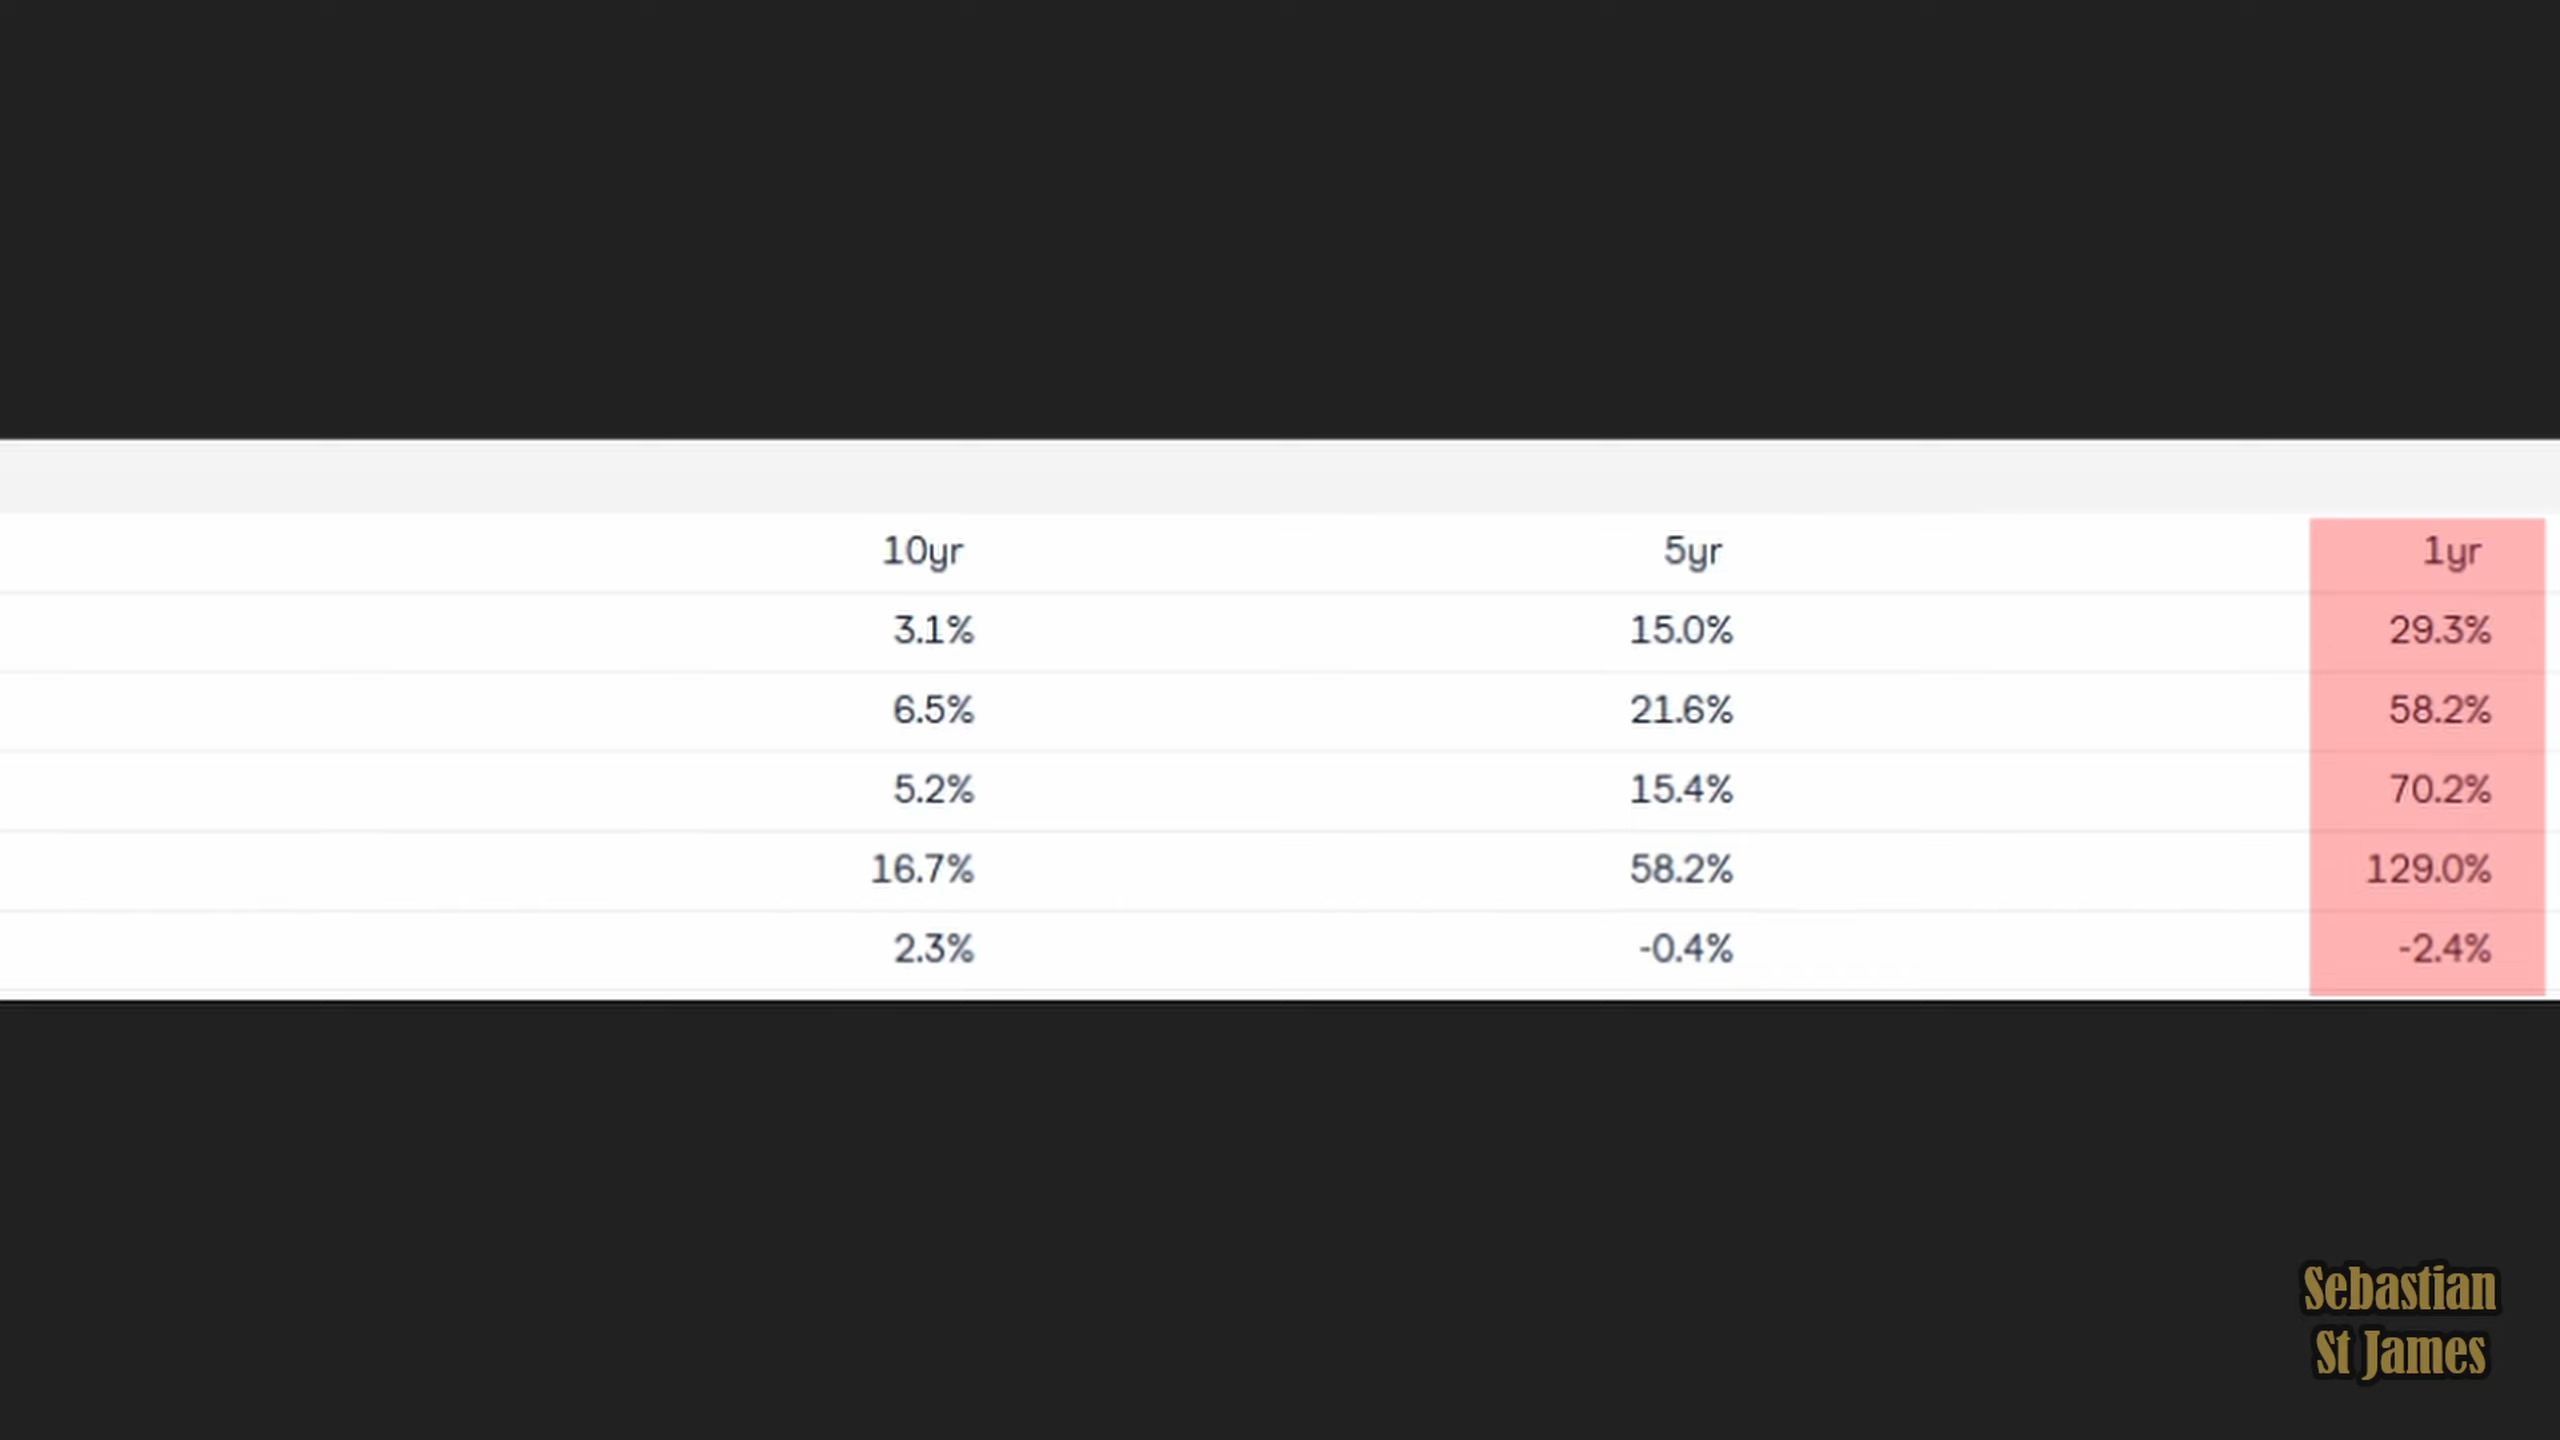 10yr 5yr 1yr
3.1% 15.0% 29.3%
6.5% 21.6% 58.2%
5.2% 15.4% 70.2%
16.7% 58.2% 129.0%
2.3% -0.4% -2.4%
Sebastian
St James